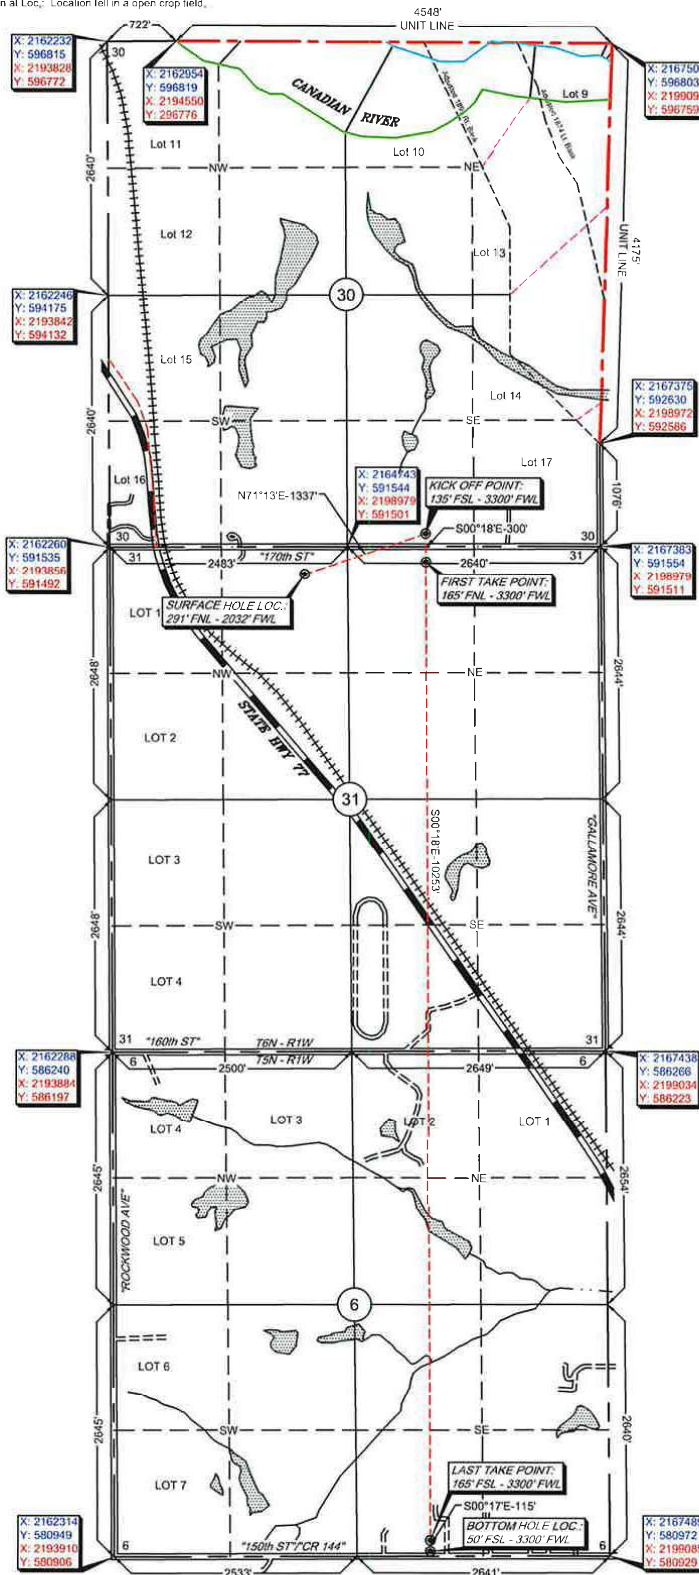 n al Loc,: Location fell in a open crop field,
4548'
UNIT LINE
722'
X: 2162232
Y: 596815
X: 2193828
Y: 596772
30
X: 2162954
Y: 596819
X: 2194550
Y: 296776
X: 216750
Y: 596803
X: 219909
Y: 596759
CANADIAN
RIVER
Lot 9
Lot 11
Lot 10
NW
NE
2640'
Lot 12
Lot 13
4175'
UNIT LINE
X: 2162246
Y: 594175
X: 2193842
Y: 594132
30
Lot 15
Lot 14
X: 2167375
Y: 592630
X: 2198972
Y: 592586
2640'
SW
SE
Lot 17
Lot 16
N71°13'E-1337'
X: 2164743
Y: 591544
X: 2198979
Y: 591501
KICK OFF POINT:
135' FSL - 3300' FWL
1076'
S00°18'E-300'
30
30
X: 2162260
Y: 591535
X: 2193856
Y: 591492
31
2483'
"170th ST"
2640'
31
X: 2167383
Y: 591554
X: 2198979
Y: 591511
FIRST TAKE POINT:
165' FNL - 3300' FWL
SURFACE HOLE LOC.:
291' FNL - 2032' FWL
LOT 1
2648'
NW
NE
2644'
STATE HWY 77
LOT 2
31
S00°18'E-10253'
"GALLAMORE AVE"
LOT 3
2648'
SW
SE
2644'
LOT 4
31
"160th ST"
T6N - R1W
31
X: 2162288
Y: 586240
X: 2193884
Y: 586197
6
T5N - R1W
6
2500'
2649'
X: 2167438
Y: 586266
X: 2199034
Y: 586223
LOT 4
LOT 3
LOT 2
LOT 1
2645'
NW
NE
2654'
"ROCKWOOD AVE"
LOT 5
6
LOT 6
2645'
SW
SE
2640'
LOT 7
LAST TAKE POINT:
165' FSL - 3300' FWL
S00°17'E-115'
BOTTOM HOLE LOC.:
50' FSL - 3300' FWL
X: 2162314
Y: 580949
X: 2193910
Y: 580906
6
"150th ST"/"CR 144"
6
X: 216748
Y: 580972
X: 219908
Y: 580929
2533'
2641'